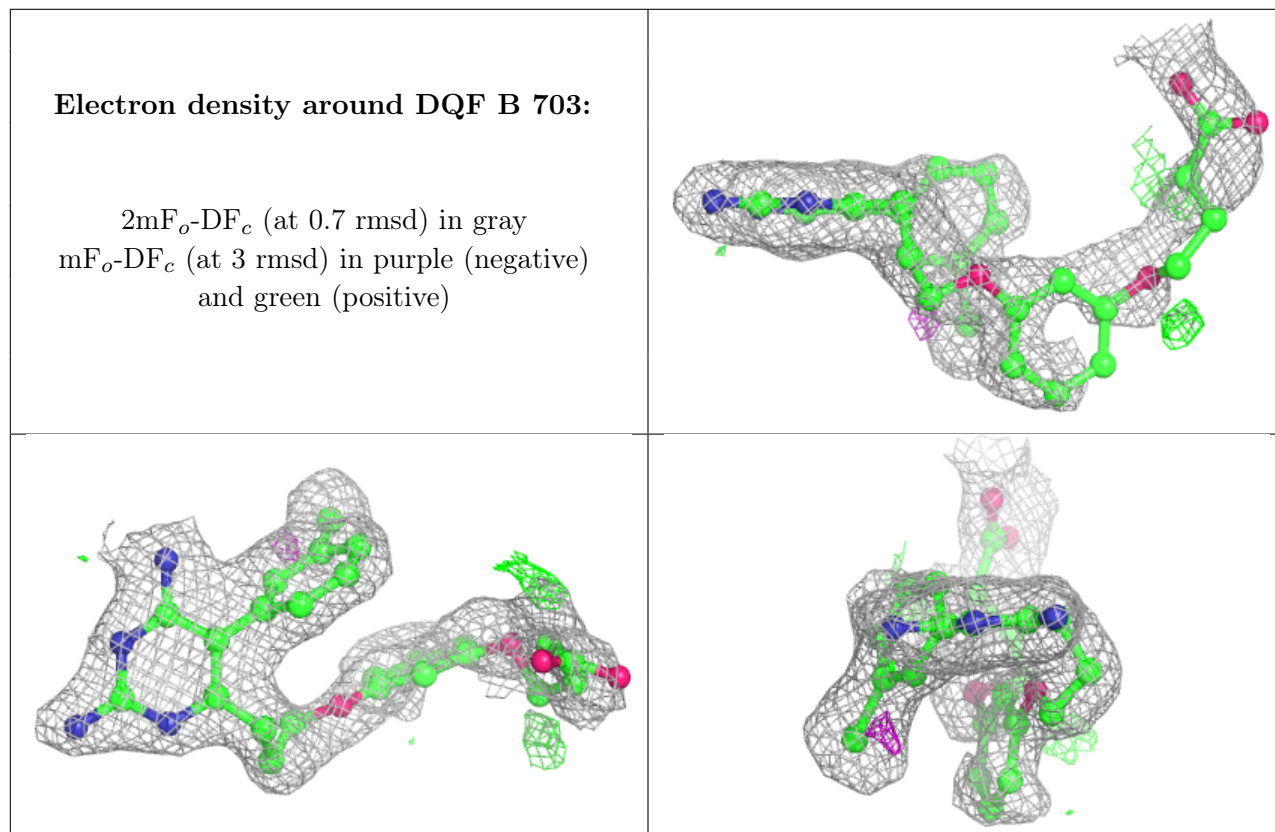 Electron density around DQF B 703:
2mFₒ-DF𝒸 (at 0.7 rmsd) in gray
mFₒ-DF𝒸 (at 3 rmsd) in purple (negative)
and green (positive)